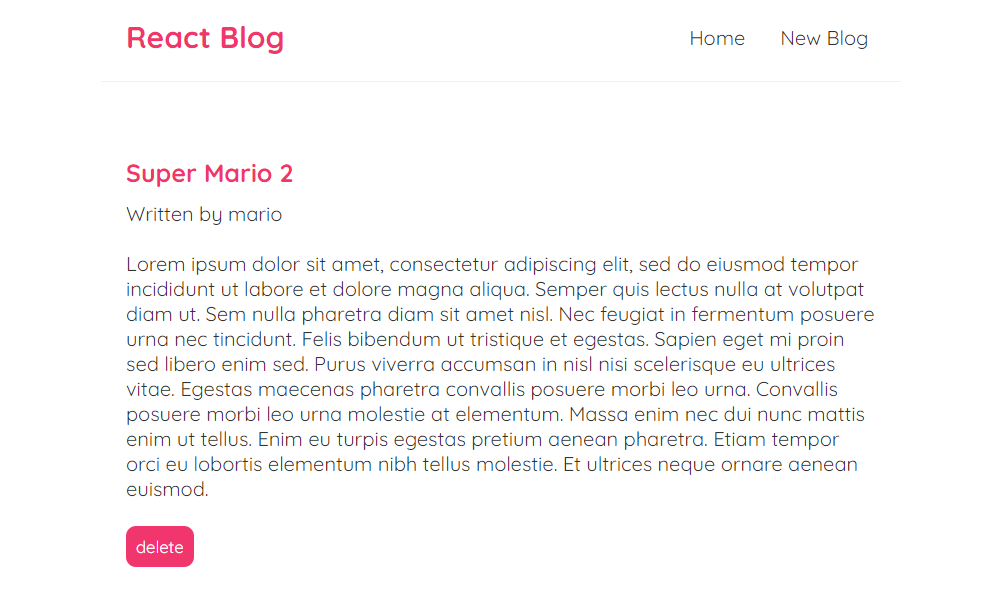 React Blog
Home
New Blog
Super Mario 2
Written by mario
Lorem ipsum dolor sit amet, consectetur adipiscing elit, sed do eiusmod tempor
incididunt ut labore et dolore magna aliqua. Semper quis lectus nulla at volutpat
diam ut. Sem nulla pharetra diam sit amet nisl. Nec feugiat in fermentum posuere
urna nec tincidunt. Felis bibendum ut tristique et egestas. Sapien eget mi proin
sed libero enim sed. Purus viverra accumsan in nisl nisi scelerisque eu ultrices
vitae. Egestas maecenas pharetra convallis posuere morbi leo urna. Convallis
posuere morbi leo urna molestie at elementum. Massa enim nec dui nunc mattis
enim ut tellus. Enim eu turpis egestas pretium aenean pharetra. Etiam tempor
orci eu lobortis elementum nibh tellus molestie. Et ultrices neque ornare aenean
euismod.
delete